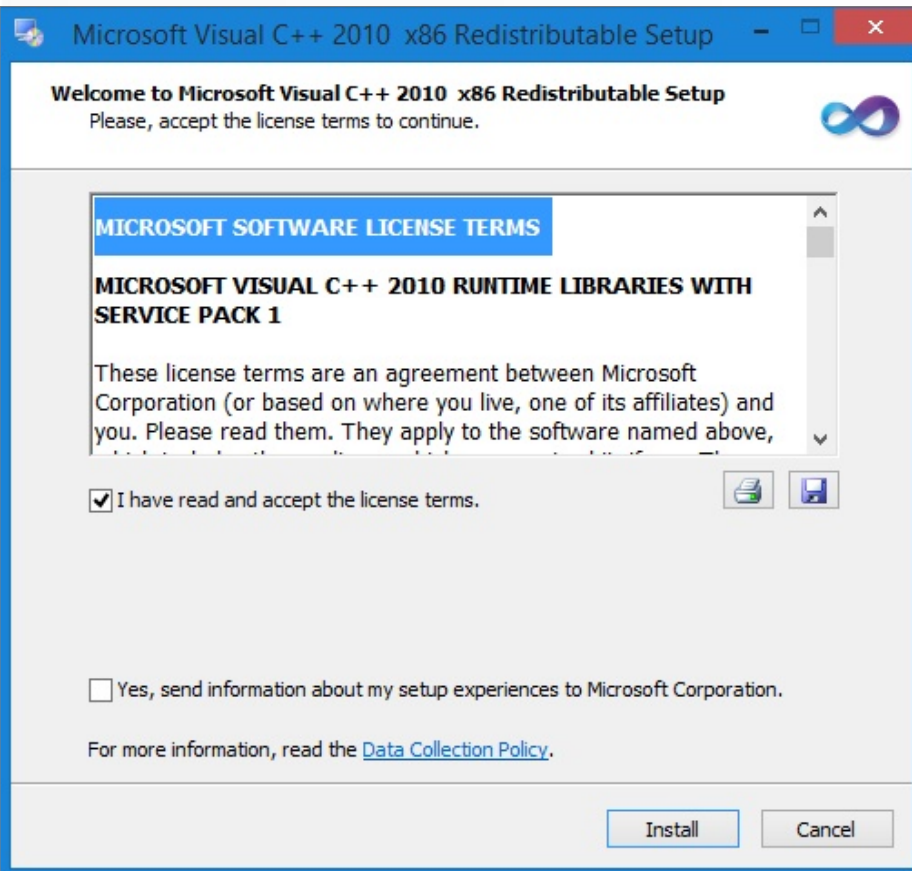 Microsoft Visual C++ 2010  x86 Redistributable Setup
Welcome to Microsoft Visual C++ 2010  x86 Redistributable Setup
Please, accept the license terms to continue.
MICROSOFT SOFTWARE LICENSE TERMS
MICROSOFT VISUAL C++ 2010 RUNTIME LIBRARIES WITH
SERVICE PACK 1
These license terms are an agreement between Microsoft
Corporation (or based on where you live, one of its affiliates) and
you. Please read them. They apply to the software named above,
I have read and accept the license terms.
Yes, send information about my setup experiences to Microsoft Corporation.
For more information, read the Data Collection Policy.
Install
Cancel